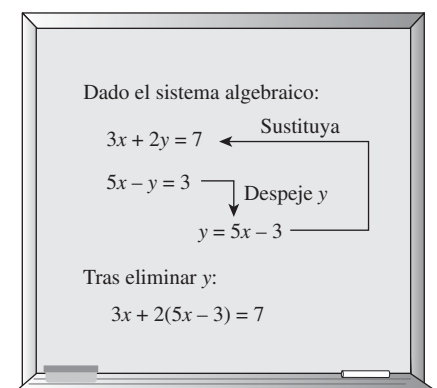 Dado el sistema algebraico:
3x + 2y = 7
Sustituya
5x – y = 3
Despeje y
y = 5x – 3
Tras eliminar y:
3x + 2(5x – 3) = 7